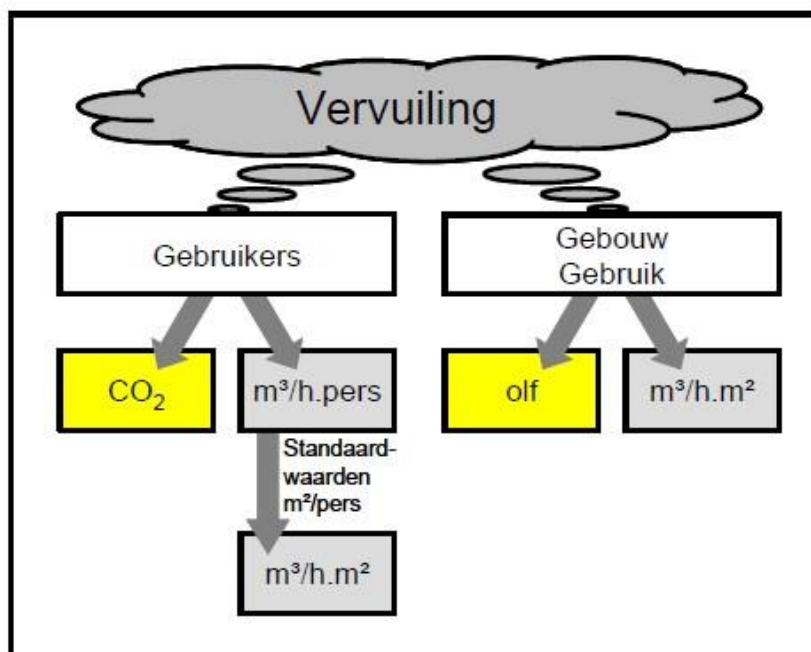 Vervuiling
Gebruikers
Gebouw
Gebruik
CO₂
m³/h.pers
olf
m³/h.m²
Standaard-
waarden
m²/pers
m³/h.m²